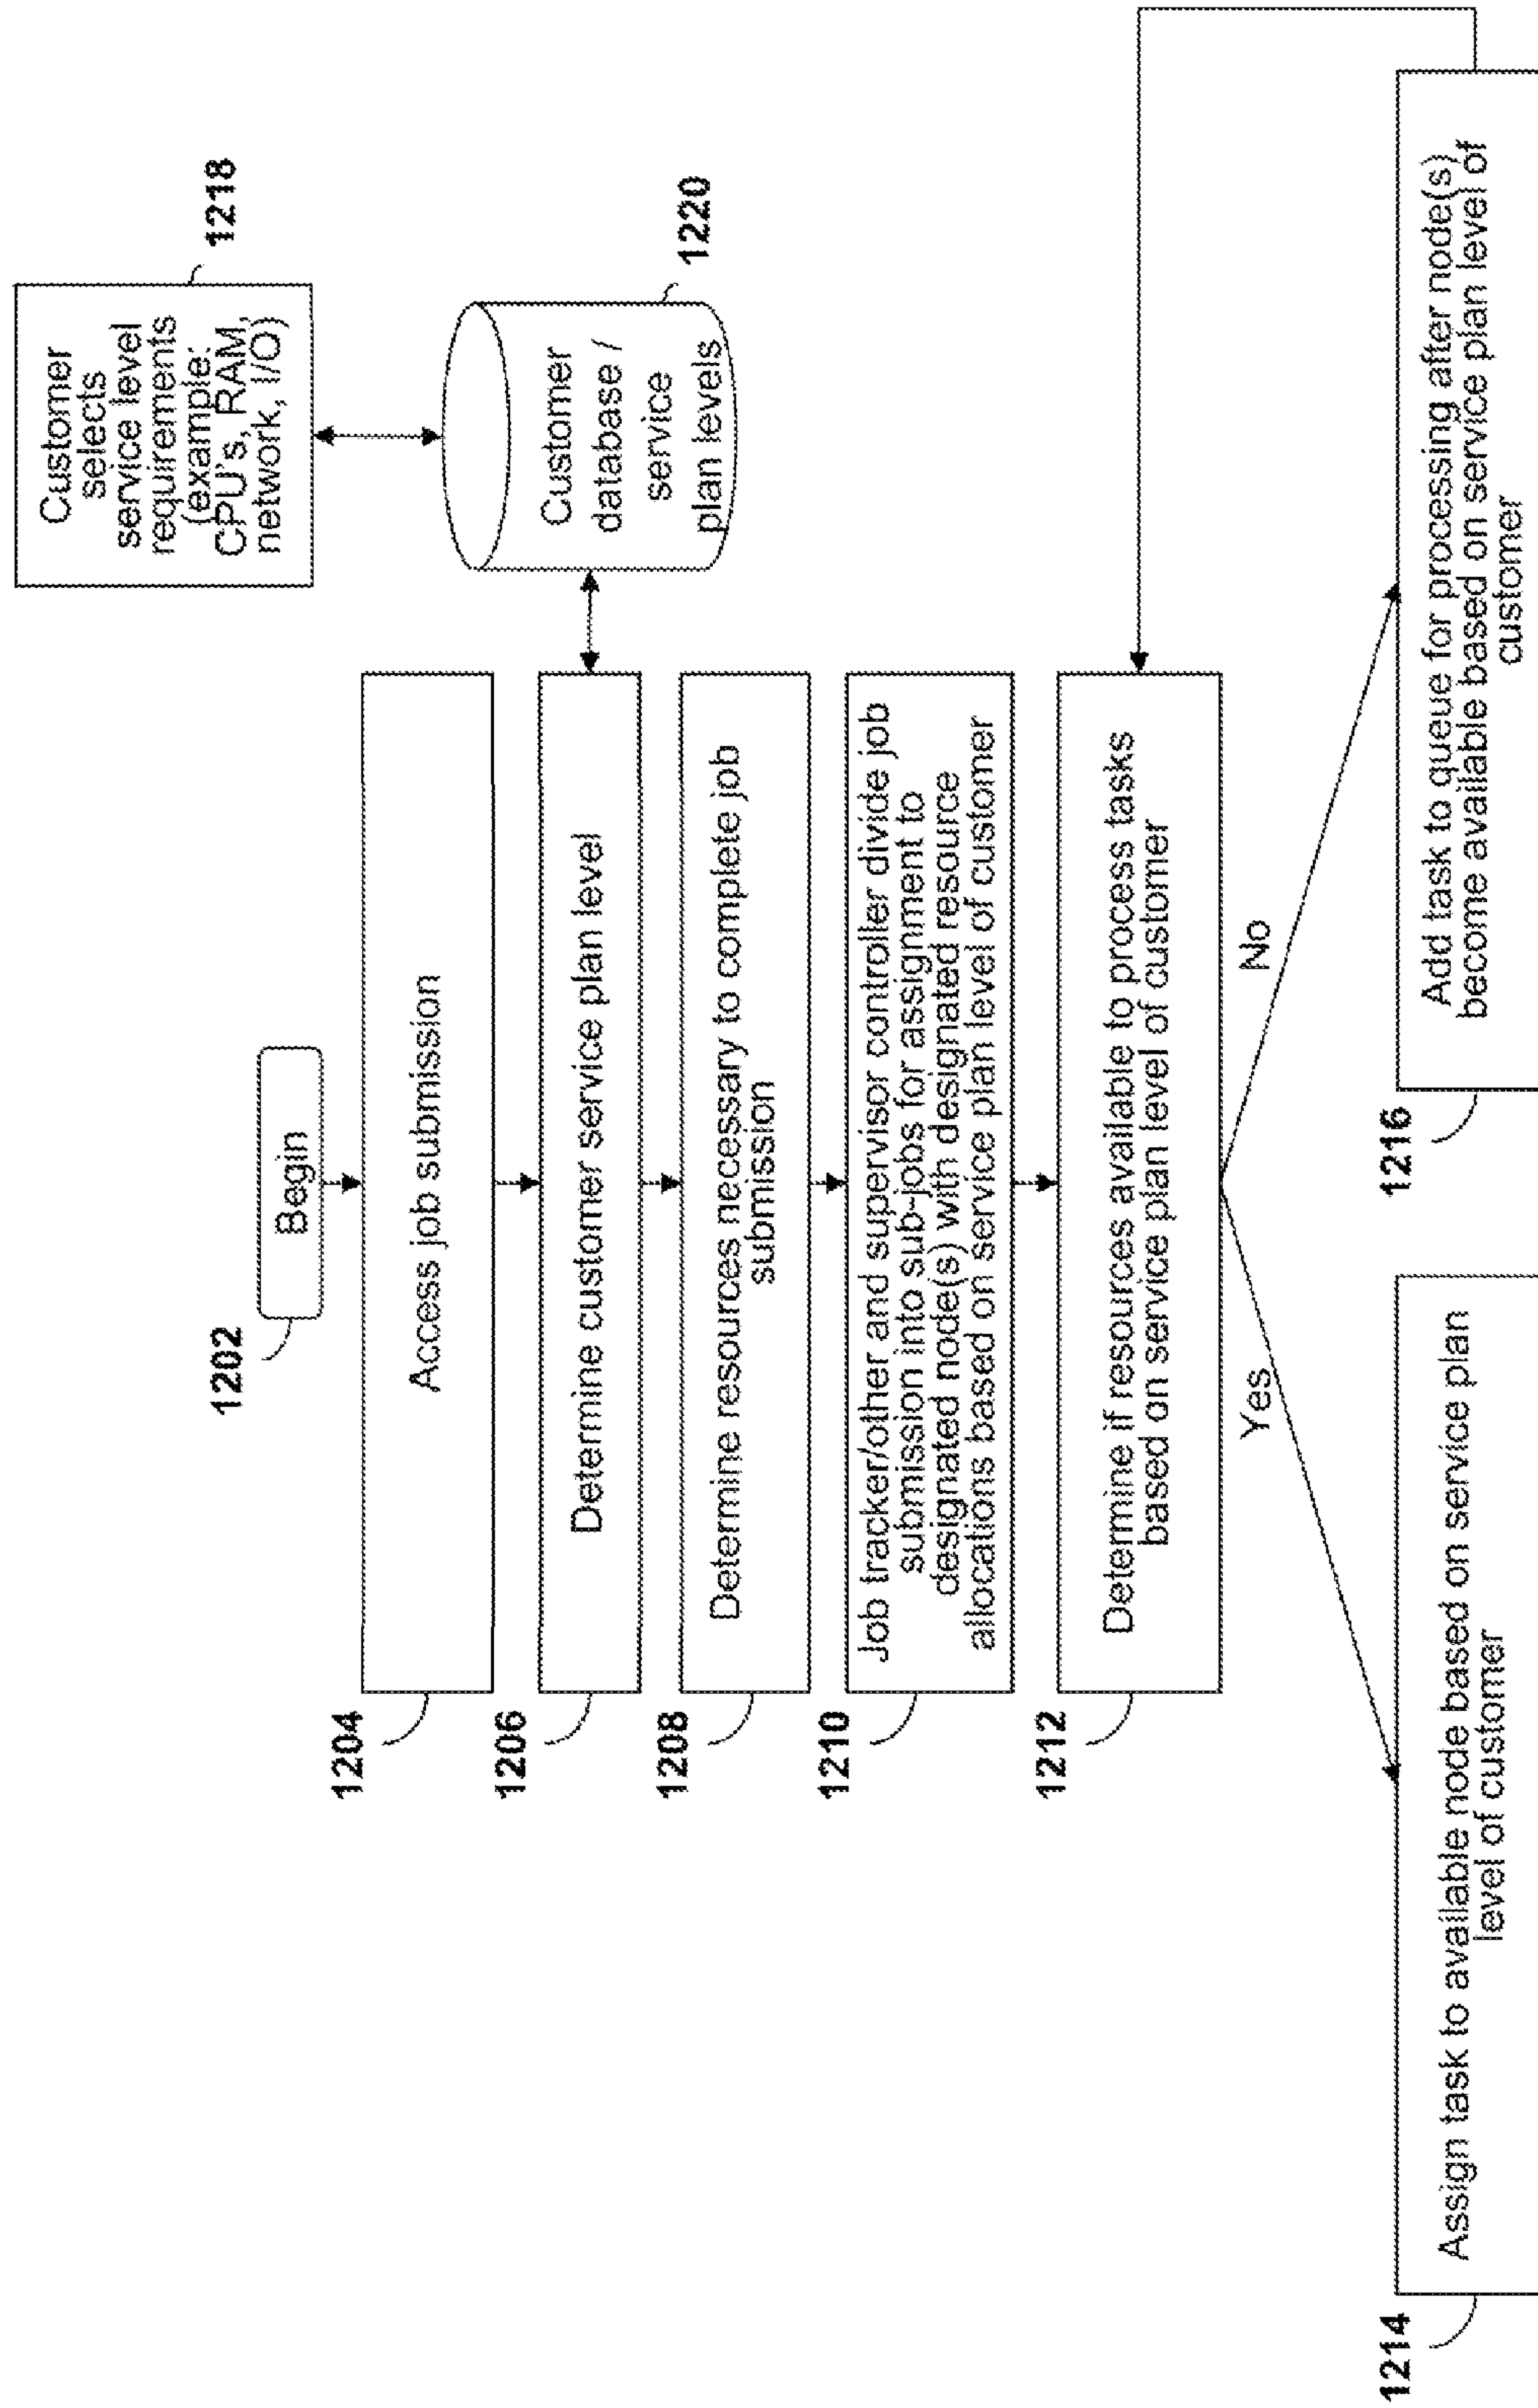 1202
Begin
Customer
selects
service level
requirements
(example:
CPU's, RAM,
network, I/O)
1218
1204
Access job submission
Customer
database /
service
plan levels
1220
1206
Determine customer service plan level
1208
Determine resources necessary to complete job
submission
1210
Job tracker/other and supervisor controller divide job
submission into sub-jobs for assignment to
designated node(s) with designated resource
allocations based on service plan level of customer
1212
Determine if resources available to process tasks
based on service plan level of customer
Yes
No
1214
Assign task to available node based on service plan
level of customer
1216
Add task to queue for processing after node(s)
become available based on service plan level of
customer